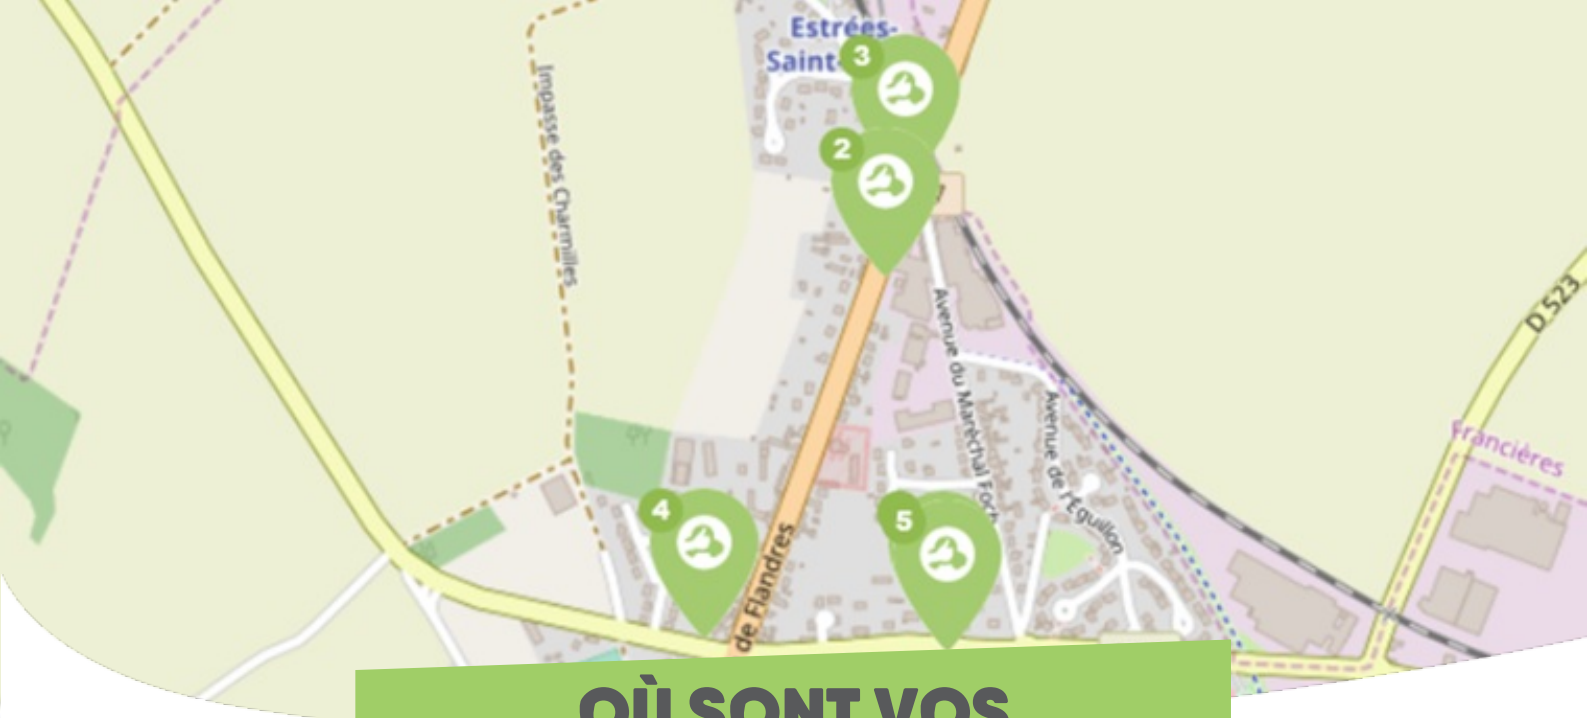 Estrées-
Saint-
3
2
Impasse des Charmilles
Avenue du Maréchal Foch
D 523
Avenue de l'Éguillon
Francières
4
5
de Flandres
OÙ SONT VOS